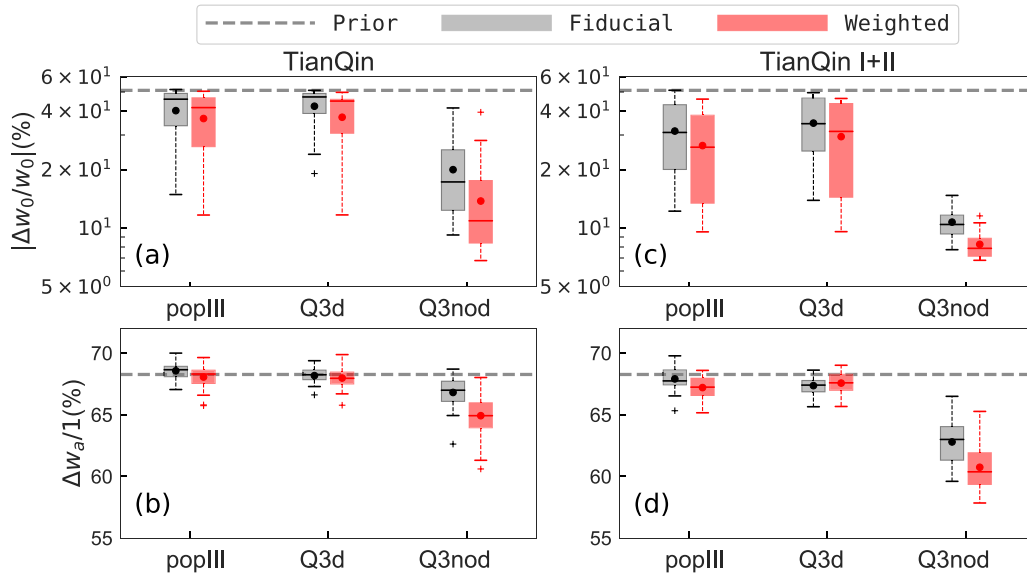 Prior Fiducial Weighted
TianQin
TianQin I+II
6 × 10¹
4 × 10¹
2 × 10¹
10¹
5 × 10⁰
|Δw₀/w₀|(%)
(a)
popIII Q3d Q3nod
6 × 10¹
4 × 10¹
2 × 10¹
10¹
5 × 10⁰
(c)
popIII Q3d Q3nod
70
65
60
55
Δwₐ/1(%)
(b)
popIII Q3d Q3nod
70
65
60
55
(d)
popIII Q3d Q3nod